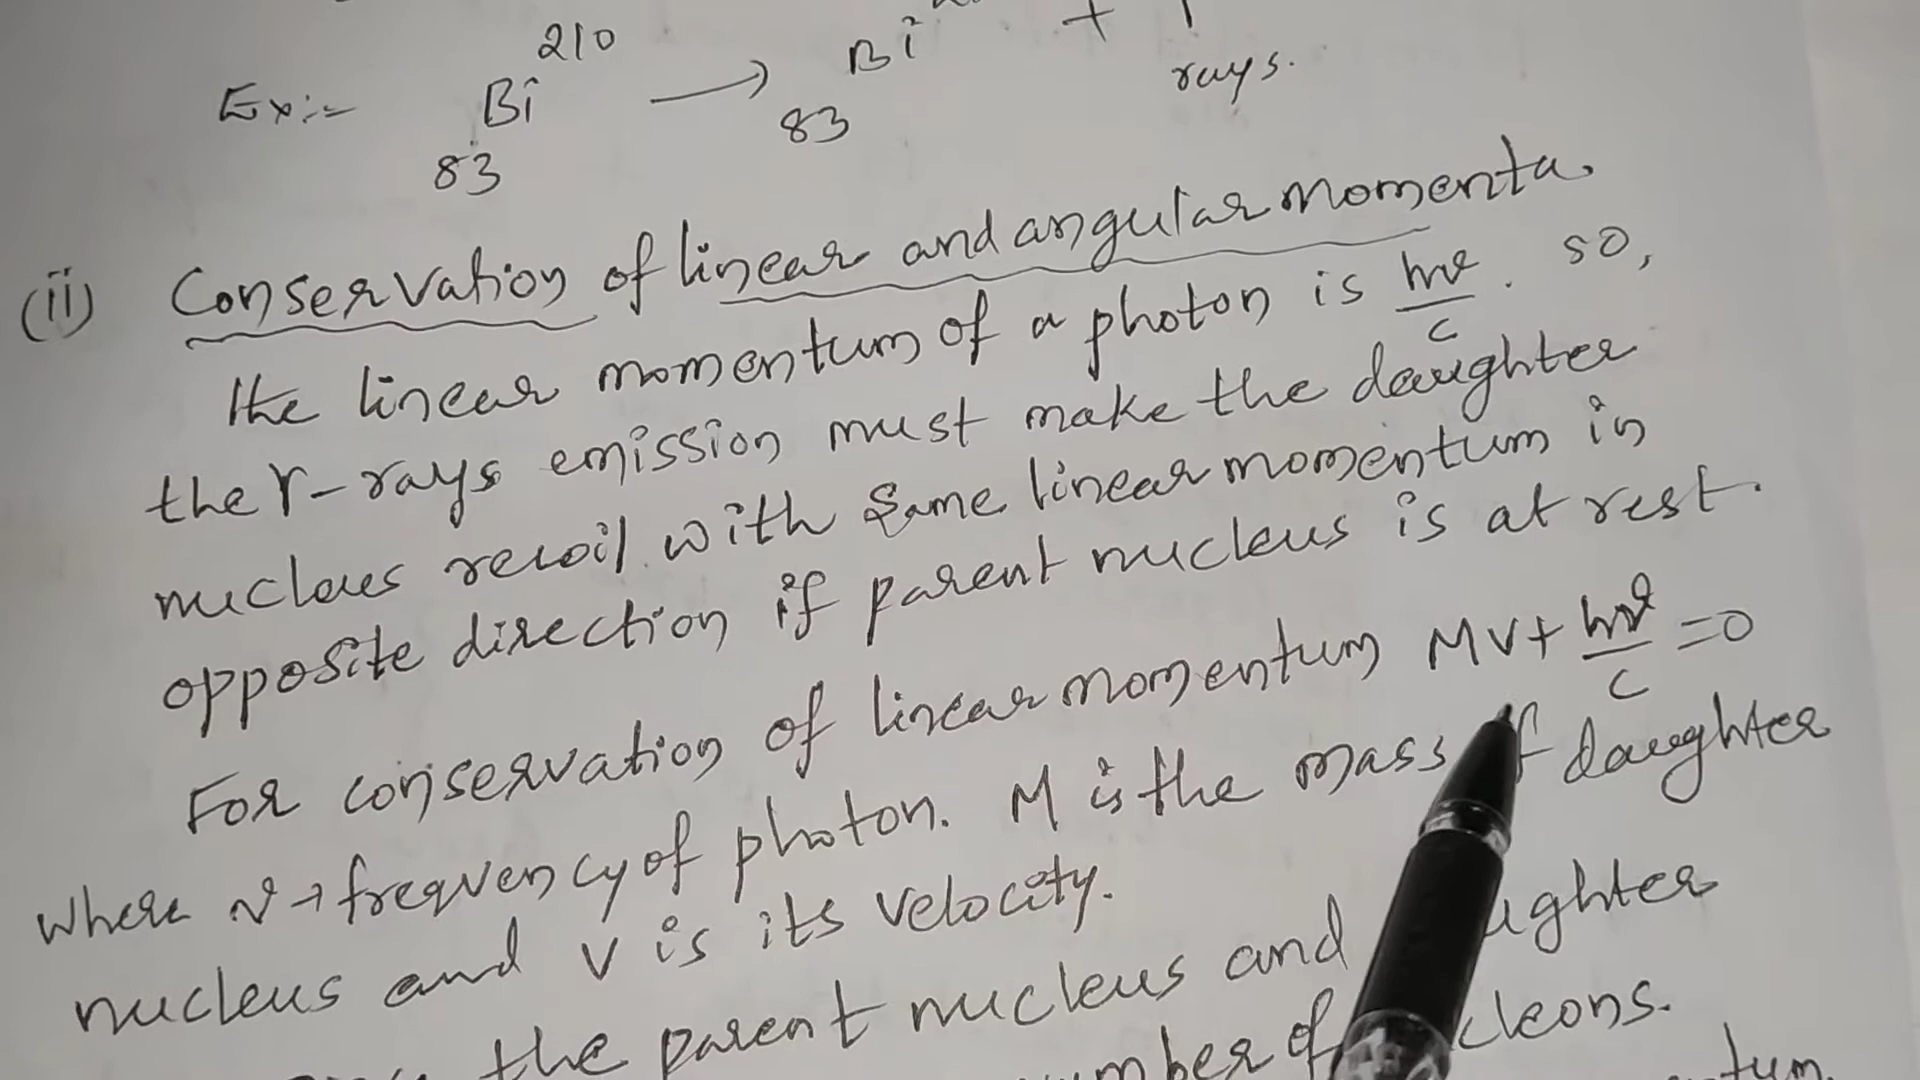 Ex:- 83 Bi 210 → 83 Bi + rays.
(ii) Conservation of linear and angular momenta.
The linear momentum of a photon is hν/c. so,
the γ-rays emission must make the daughter
nuclues recoil with same linear momentum in
opposite direction if parent nucleus is at rest.
For conservation of linear momentum MV + hν/c = 0
where ν → frequency of photon. M is the mass of daughter
nucleus and V is its velocity.
the parent nucleus and
of